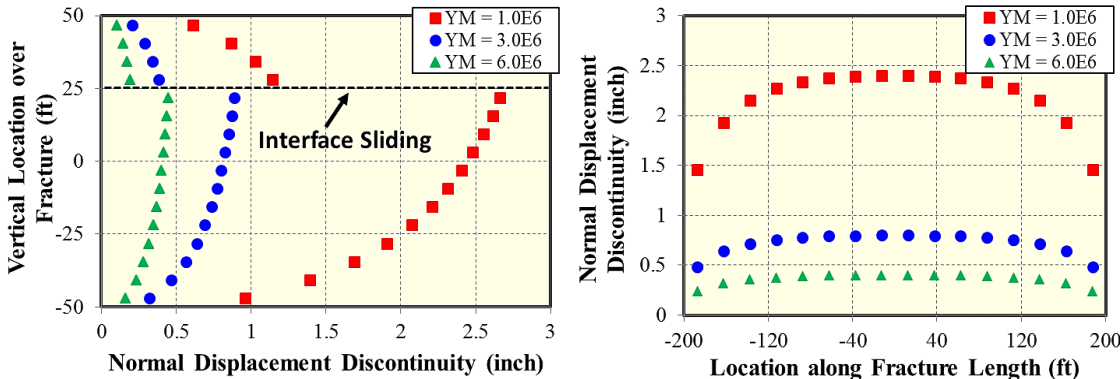 50
25
0
-25
-50
0
0.5
1
1.5
2
2.5
3
Vertical Location over
Fracture (ft)
Normal Displacement Discontinuity (inch)
YM = 1.0E6
YM = 3.0E6
YM = 6.0E6
Interface Sliding
3
2.5
2
1.5
1
0.5
0
-200
-120
-40
40
120
200
Normal Displacement
Discontinuity (inch)
Location along Fracture Length (ft)
YM = 1.0E6
YM = 3.0E6
YM = 6.0E6